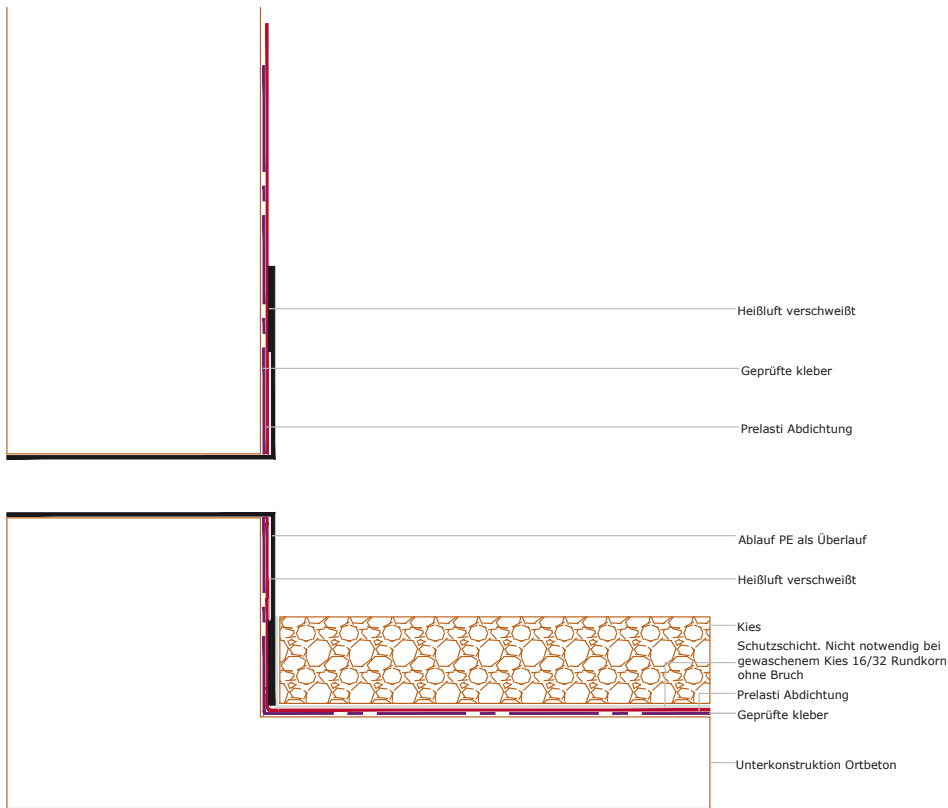 Heißluft verschweißt
Geprüfte kleber
Prelasti Abdichtung
Ablauf PE als Überlauf
Heißluft verschweißt
Kies
Schutzschicht. Nicht notwendig bei
gewaschenem Kies 16/32 Rundkorn
ohne Bruch
Prelasti Abdichtung
Geprüfte kleber
Unterkonstruktion Ortbeton